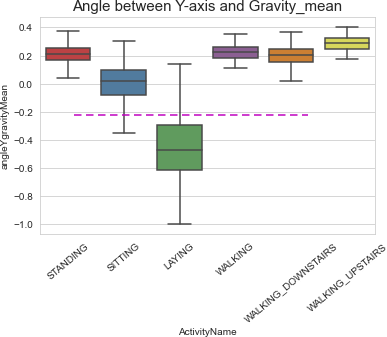 Angle between Y-axis and Gravity_mean
0.4
0.2
0.0
−0.2
−0.4
−0.6
−0.8
−1.0
angleYgravityMean
STANDING
SITTING
LAYING
WALKING
WALKING_DOWNSTAIRS
WALKING_UPSTAIRS
ActivityName